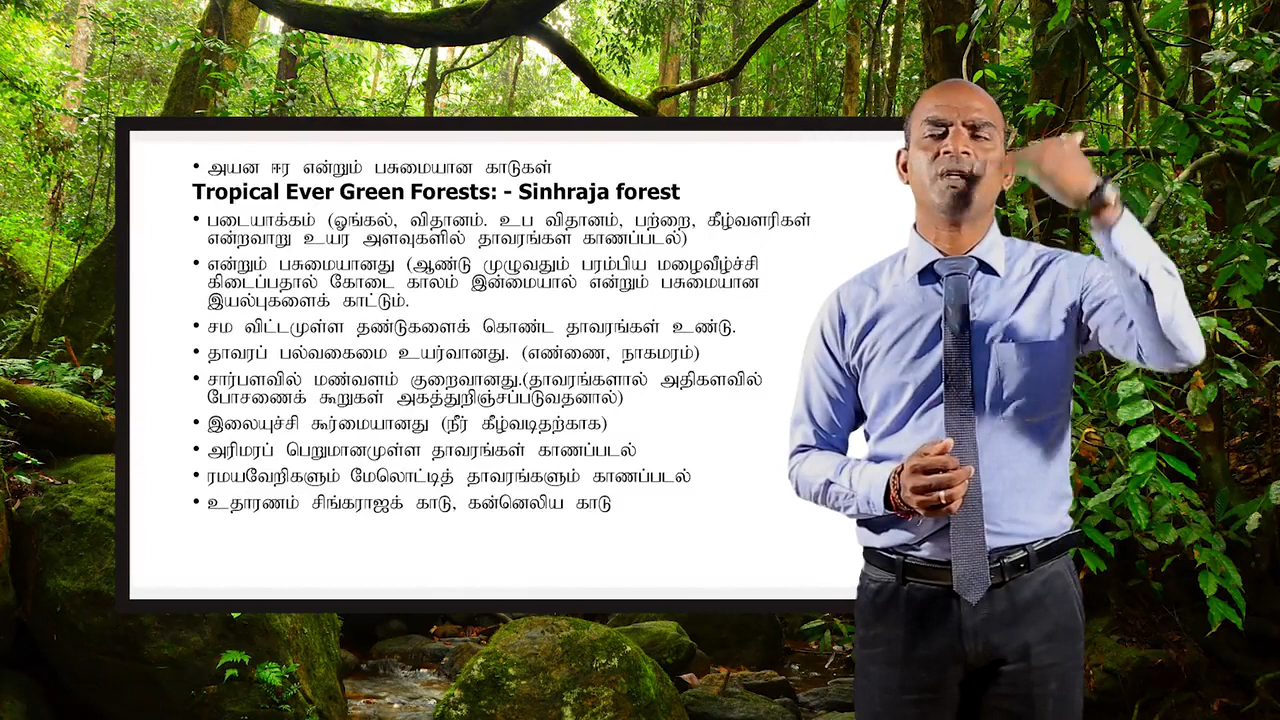 • அயன ஈர என்றும் பசுமையான காடுகள்
Tropical Ever Green Forests: - Sinhraja forest
• படையாக்கம் (ஓங்கல், விதானம். உப விதானம், பற்றை, கீழ்வளரிகள்
என்றவாறு உயர அளவுகளில் தாவரங்கள் காணப்படல்)
• என்றும் பசுமையானது (ஆண்டு முழுவதும் பரம்பிய மழைவீழ்ச்சி
கிடைப்பதால் கோடை காலம் இன்மையால் என்றும் பசுமையான
இயல்புகளைக் காட்டும்.
• சம விட்டமுள்ள தண்டுகளைக் கொண்ட தாவரங்கள் உண்டு.
• தாவரப் பல்வகைமை உயர்வானது. (எண்ணை, நாகமரம்)
• சார்பளவில் மண்வளம் குறைவானது.(தாவரங்களால் அதிகளவில்
போசணைக் கூறுகள் அகத்துறிஞ்சப்படுவதனால்)
• இலைநுச்சி கூர்மையானது (நீர் கீழ்வடிதற்காக)
• அரிமரப் பெறுமானமுள்ள தாவரங்கள் காணப்படல்
• ரமயவேறிகளும் மேலொட்டித் தாவரங்களும் காணப்படல்
• உதாரணம் சிங்கராஜக் காடு, கன்னெலிய காடு